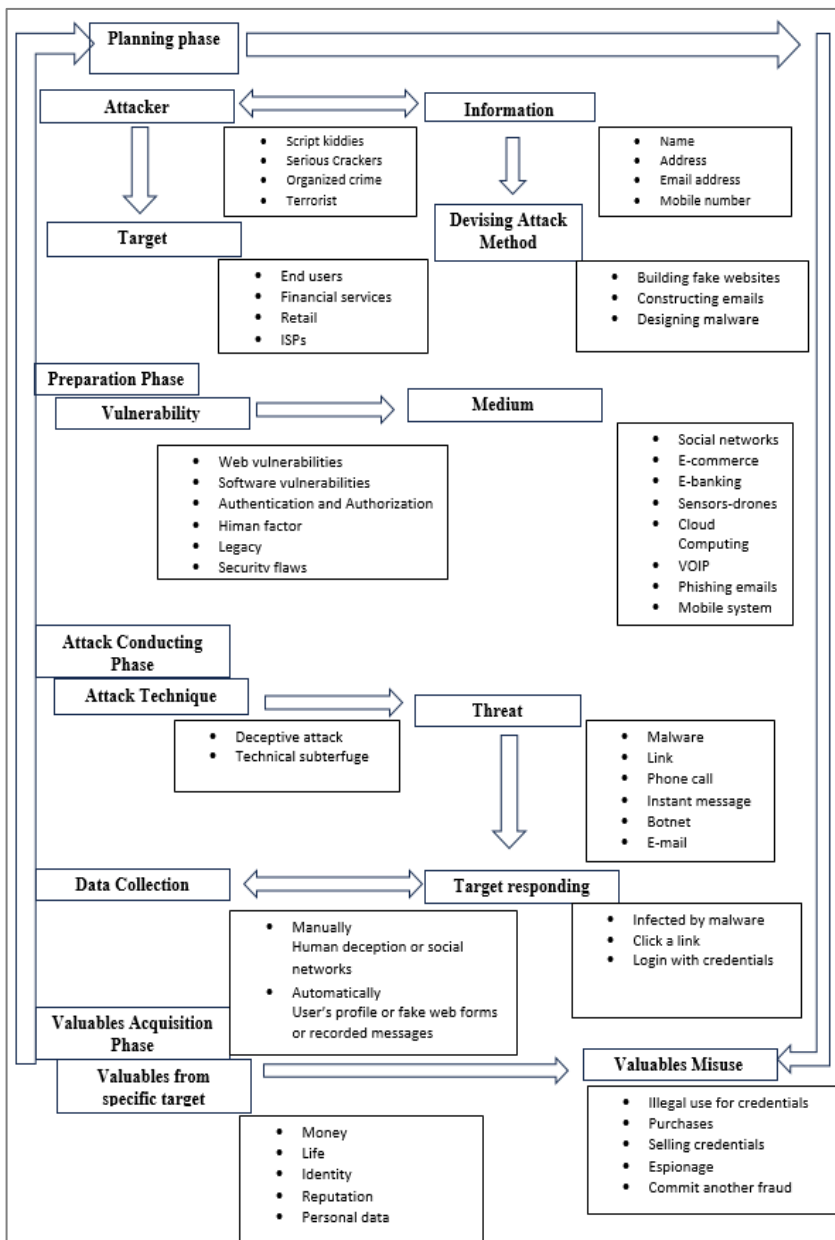 Planning phase
Attacker
Information
• Script kiddies
• Serious Crackers
• Organized crime
• Terrorist
• Name
• Address
• Email address
• Mobile number
Target
Devising Attack
Method
• End users
• Financial services
• Retail
• ISPs
• Building fake websites
• Constructing emails
• Designing malware
Preparation Phase
Vulnerability
Medium
• Web vulnerabilities
• Software vulnerabilities
• Authentication and Authorization
• Himan factor
• Legacy
• Security flaws
• Social networks
• E-commerce
• E-banking
• Sensors-drones
• Cloud
Computing
• VOIP
• Phishing emails
• Mobile system
Attack Conducting
Phase
Attack Technique
Threat
• Deceptive attack
• Technical subterfuge
• Malware
• Link
• Phone call
• Instant message
• Botnet
• E-mail
Data Collection
Target responding
• Manually
Human deception or social
networks
• Automatically
User's profile or fake web forms
or recorded messages
• Infected by malware
• Click a link
• Login with credentials
Valuables Acquisition
Phase
Valuables from
specific target
Valuables Misuse
• Money
• Life
• Identity
• Reputation
• Personal data
• Illegal use for credentials
• Purchases
• Selling credentials
• Espionage
• Commit another fraud